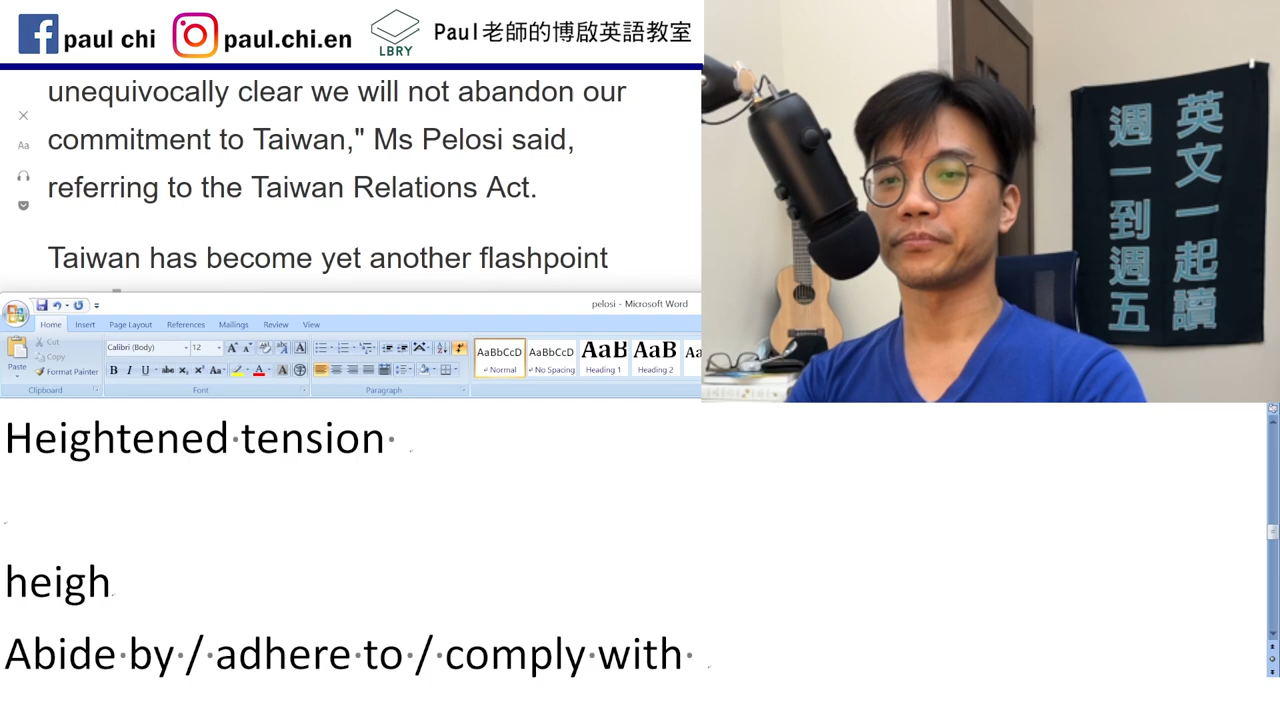 paul chi
paul.chi.en
LBRY
Paul老師的博啟英語教室
unequivocally clear we will not abandon our
commitment to Taiwan," Ms Pelosi said,
referring to the Taiwan Relations Act.
Taiwan has become yet another flashpoint
Aa
pelosi - Microsoft Word
Home Insert Page Layout References Mailings Review View
Paste
Cut
Copy
Format Painter
Clipboard
Calibri (Body) 12
Font
Paragraph
AaBbCcD
Normal
AaBbCcD
No Spacing
AaB
Heading 1
AaB
Heading 2
Aa
Heightened tension
heigh
Abide by / adhere to / comply with
英文一起讀
週一到週五